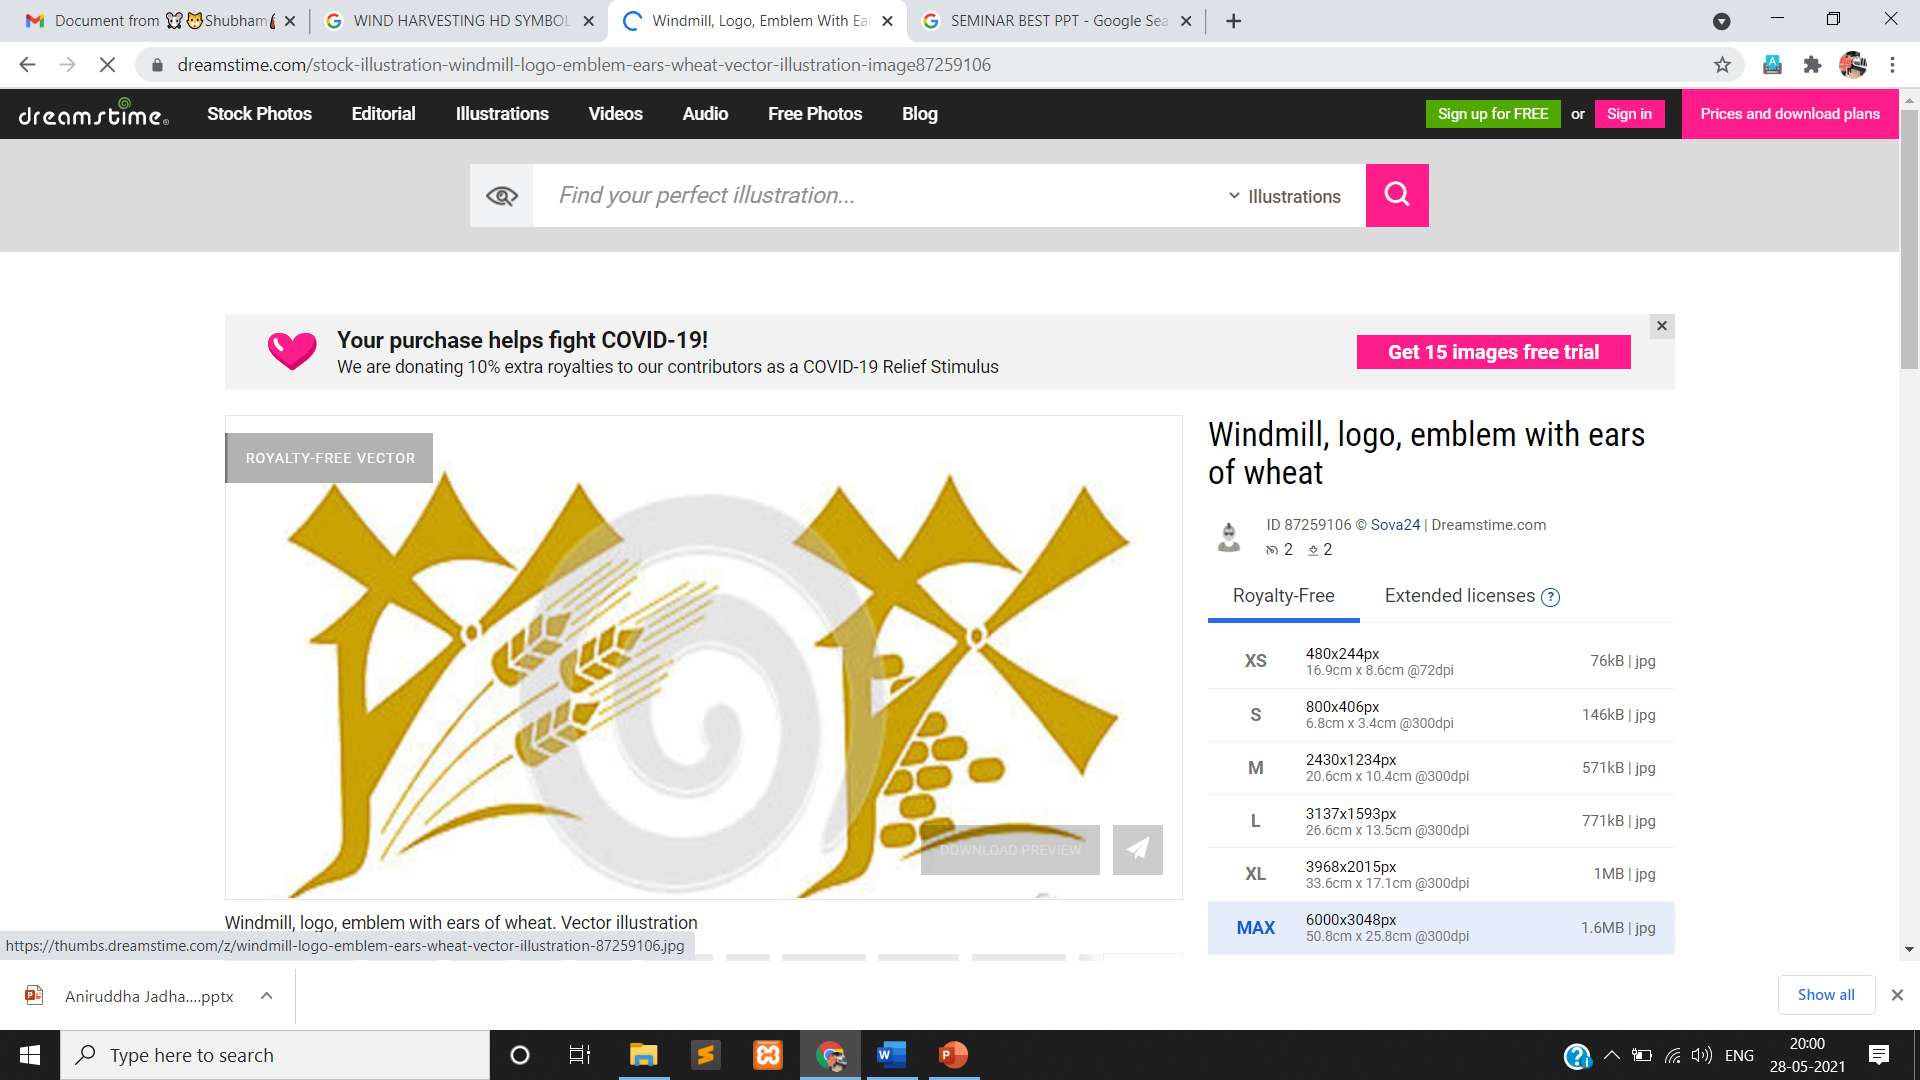 Document from 🐭🐯Shubham
WIND HARVESTING HD SYMBOL
Windmill, Logo, Emblem With Ea
SEMINAR BEST PPT - Google Sea
dreamstime.com/stock-illustration-windmill-logo-emblem-ears-wheat-vector-illustration-image87259106
dreamstime
Stock Photos
Editorial
Illustrations
Videos
Audio
Free Photos
Blog
Sign up for FREE
or
Sign in
Prices and download plans
Find your perfect illustration...
Illustrations
Your purchase helps fight COVID-19!
We are donating 10% extra royalties to our contributors as a COVID-19 Relief Stimulus
Get 15 images free trial
ROYALTY-FREE VECTOR
DOWNLOAD PREVIEW
Windmill, logo, emblem with ears
of wheat
ID 87259106 © Sova24 | Dreamstime.com
2 2
Royalty-Free
Extended licenses ?
XS 480x244px 76kB | jpg
16.9cm x 8.6cm @72dpi
S 800x406px 146kB | jpg
6.8cm x 3.4cm @300dpi
M 2430x1234px 571kB | jpg
20.6cm x 10.4cm @300dpi
L 3137x1593px 771kB | jpg
26.6cm x 13.5cm @300dpi
XL 3968x2015px 1MB | jpg
33.6cm x 17.1cm @300dpi
MAX 6000x3048px 1.6MB | jpg
50.8cm x 25.8cm @300dpi
Windmill, logo, emblem with ears of wheat. Vector illustration
https://thumbs.dreamstime.com/z/windmill-logo-emblem-ears-wheat-vector-illustration-87259106.jpg
Aniruddha Jadha....pptx
Show all
Type here to search
ENG
20:00
28-05-2021